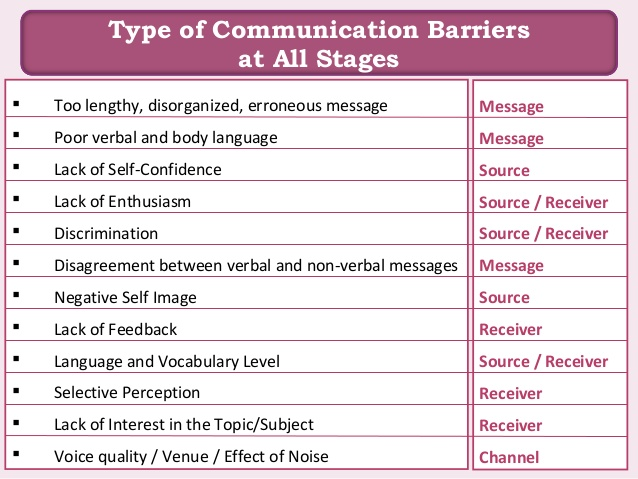 Type of Communication Barriers
at All Stages
▪ Too lengthy, disorganized, erroneous message Message
▪ Poor verbal and body language Message
▪ Lack of Self-Confidence Source
▪ Lack of Enthusiasm Source / Receiver
▪ Discrimination Source / Receiver
▪ Disagreement between verbal and non-verbal messages Message
▪ Negative Self Image Source
▪ Lack of Feedback Receiver
▪ Language and Vocabulary Level Source / Receiver
▪ Selective Perception Receiver
▪ Lack of Interest in the Topic/Subject Receiver
▪ Voice quality / Venue / Effect of Noise Channel